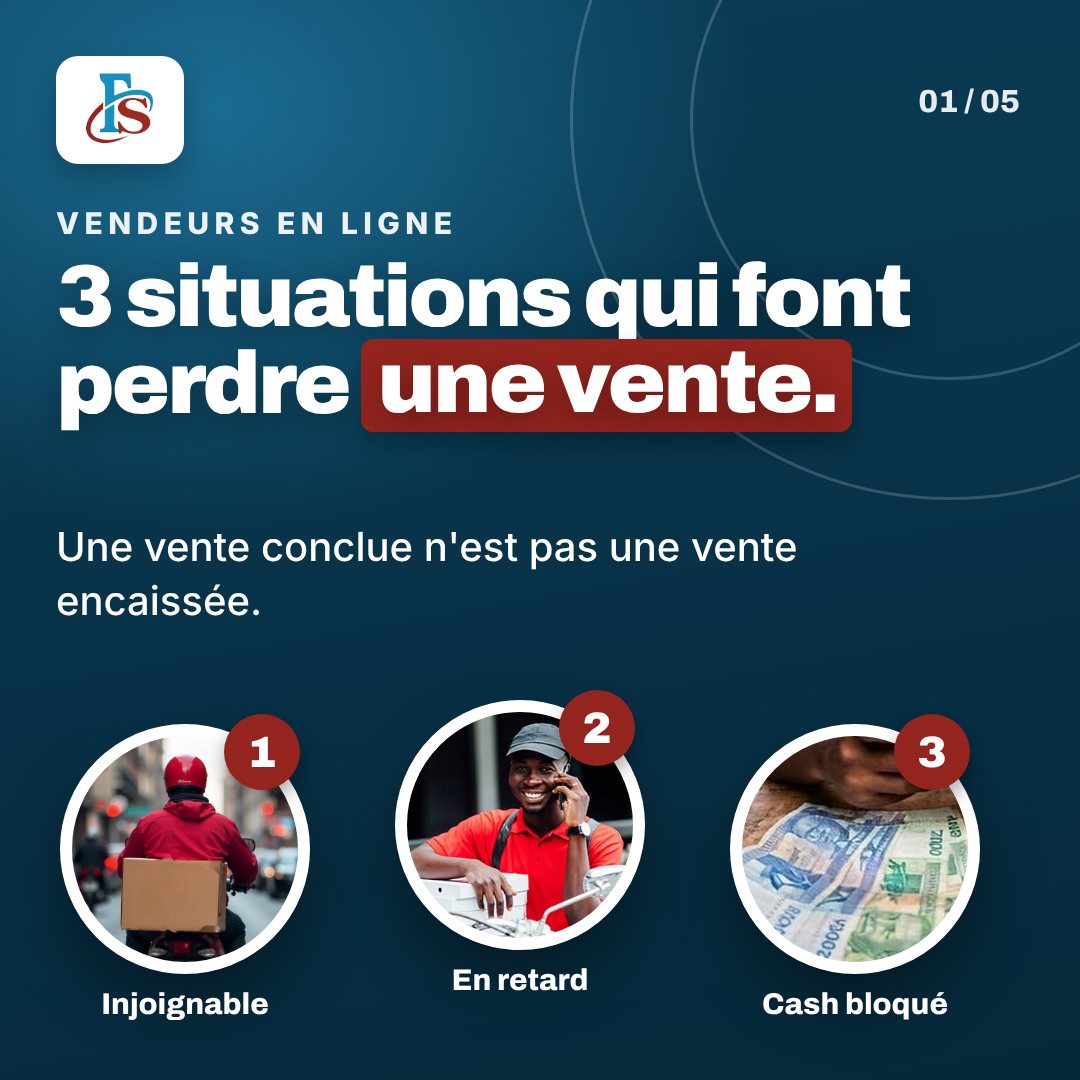 FS
01 / 05
VENDEURS EN LIGNE
3 situations qui font
perdre une vente.
Une vente conclue n'est pas une vente
encaissée.
1
2
3
Injoignable
En retard
Cash bloqué